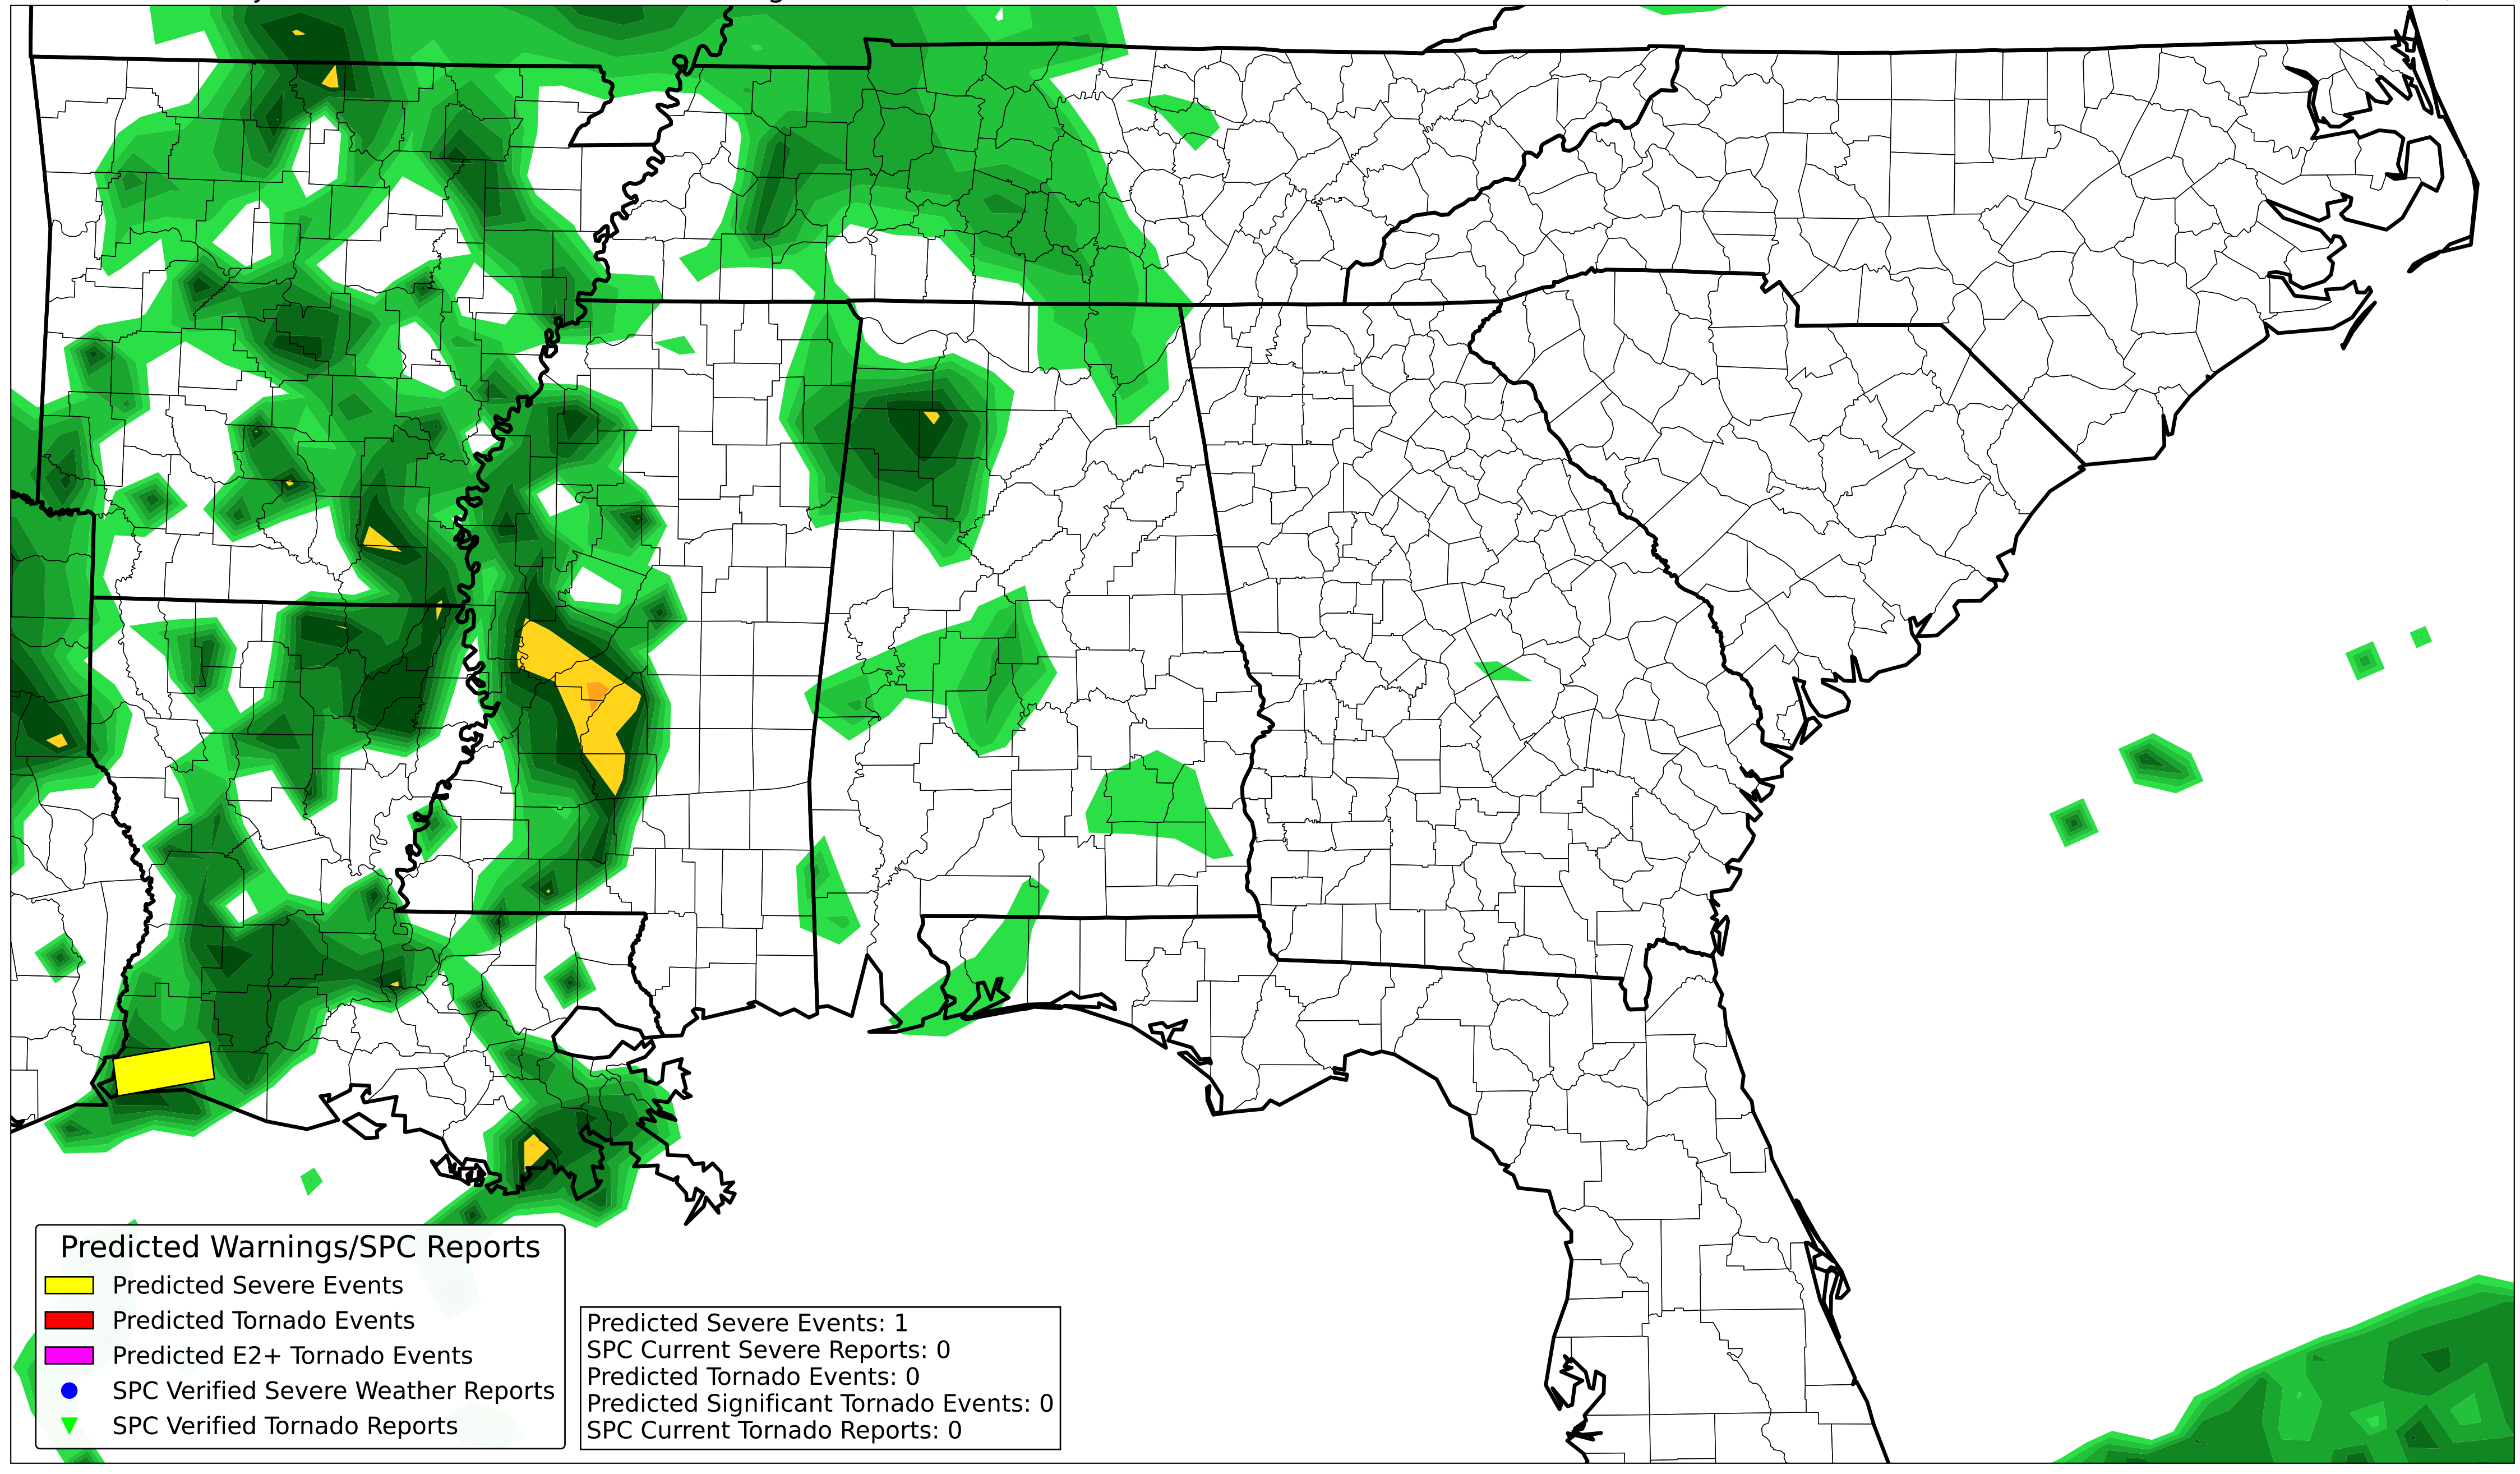 Predicted Warnings/SPC Reports
Predicted Severe Events
Predicted Tornado Events
Predicted E2+ Tornado Events
SPC Verified Severe Weather Reports
SPC Verified Tornado Reports
Predicted Severe Events: 1
SPC Current Severe Reports: 0
Predicted Tornado Events: 0
Predicted Significant Tornado Events: 0
SPC Current Tornado Reports: 0